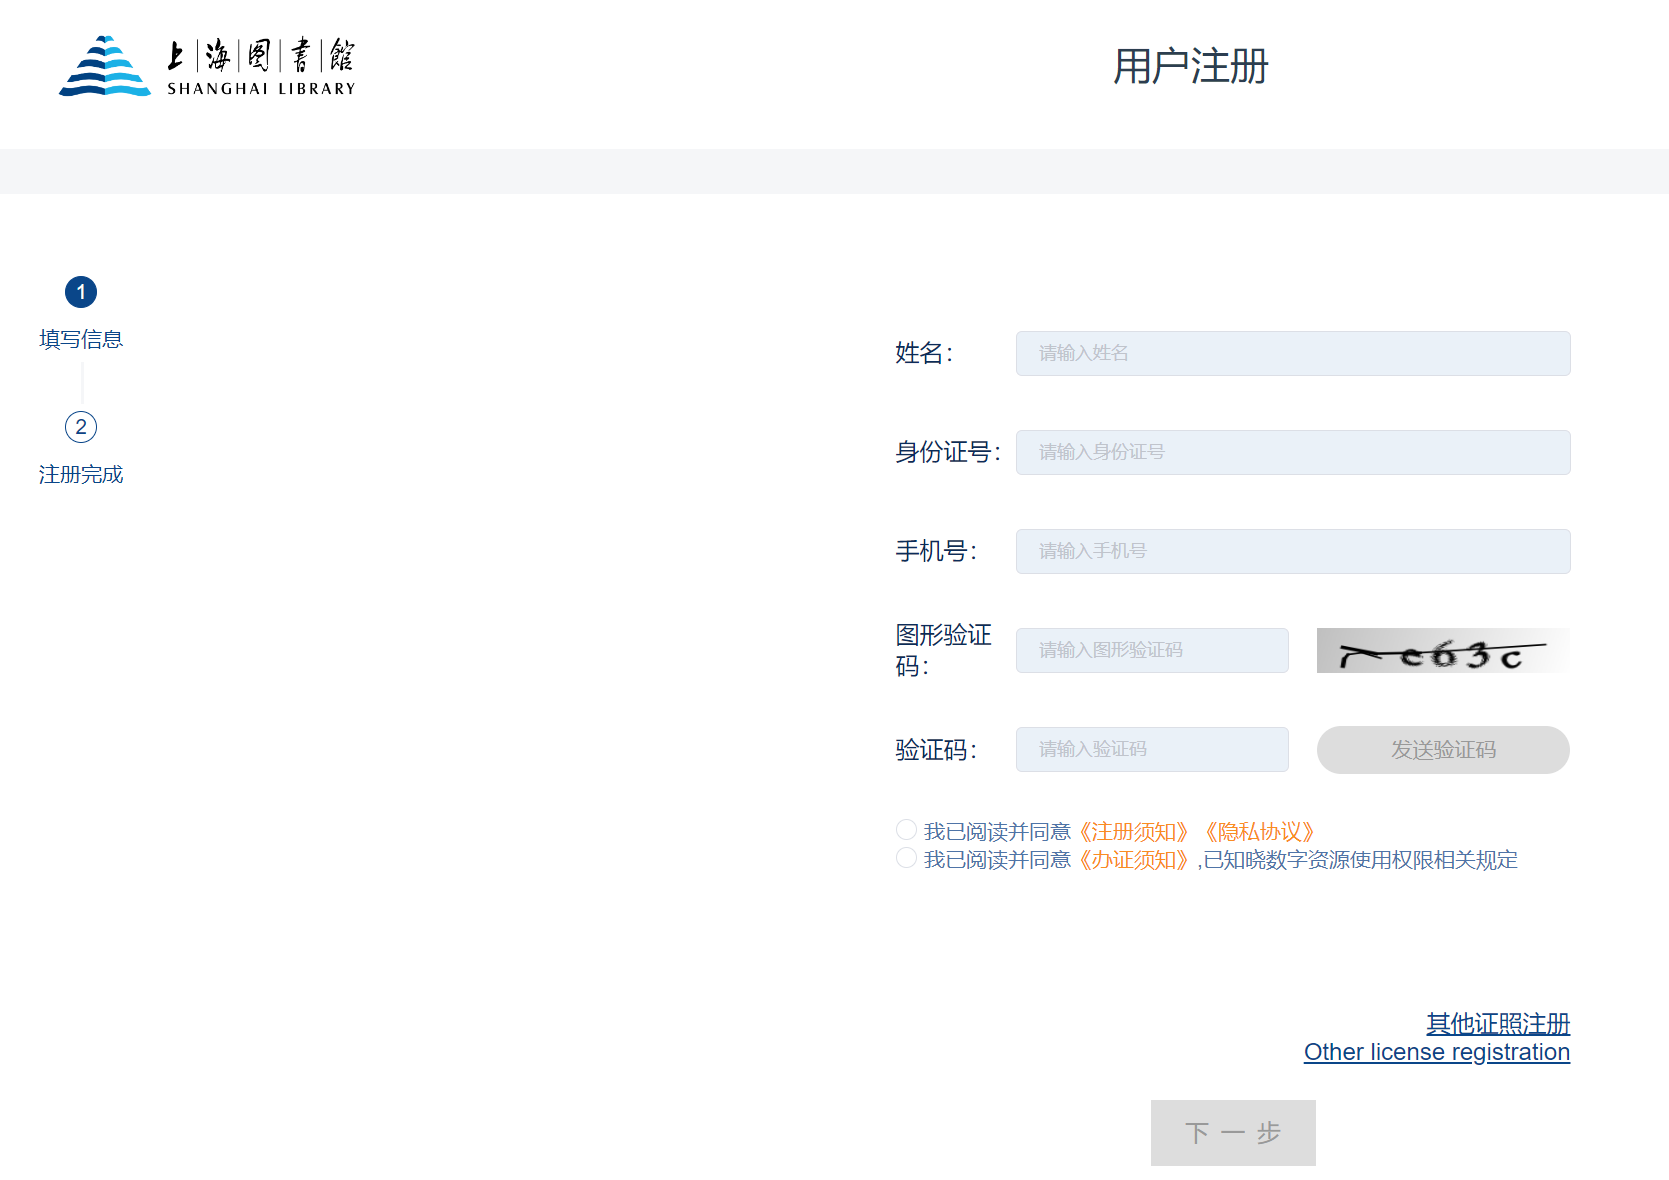 上海图書館
SHANGHAI LIBRARY
用户注册
1
填写信息
2
注册完成
姓名：
请输入姓名
身份证号：
请输入身份证号
手机号：
请输入手机号
图形验证
码：
请输入图形验证码
验证码：
请输入验证码
发送验证码
我已阅读并同意《注册须知》《隐私协议》
我已阅读并同意《办证须知》,已知晓数字资源使用权限相关规定
其他证照注册
Other license registration
下一步